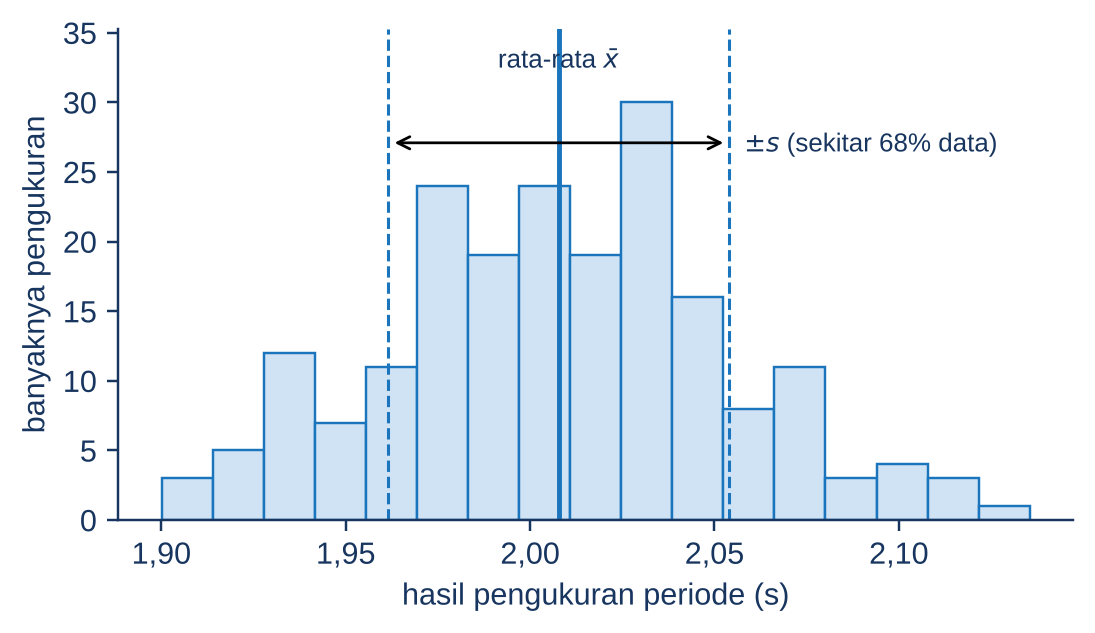 banyaknya pengukuran
35
30
25
20
15
10
5
0
rata-rata x̄
±s (sekitar 68% data)
1,90 1,95 2,00 2,05 2,10
hasil pengukuran periode (s)